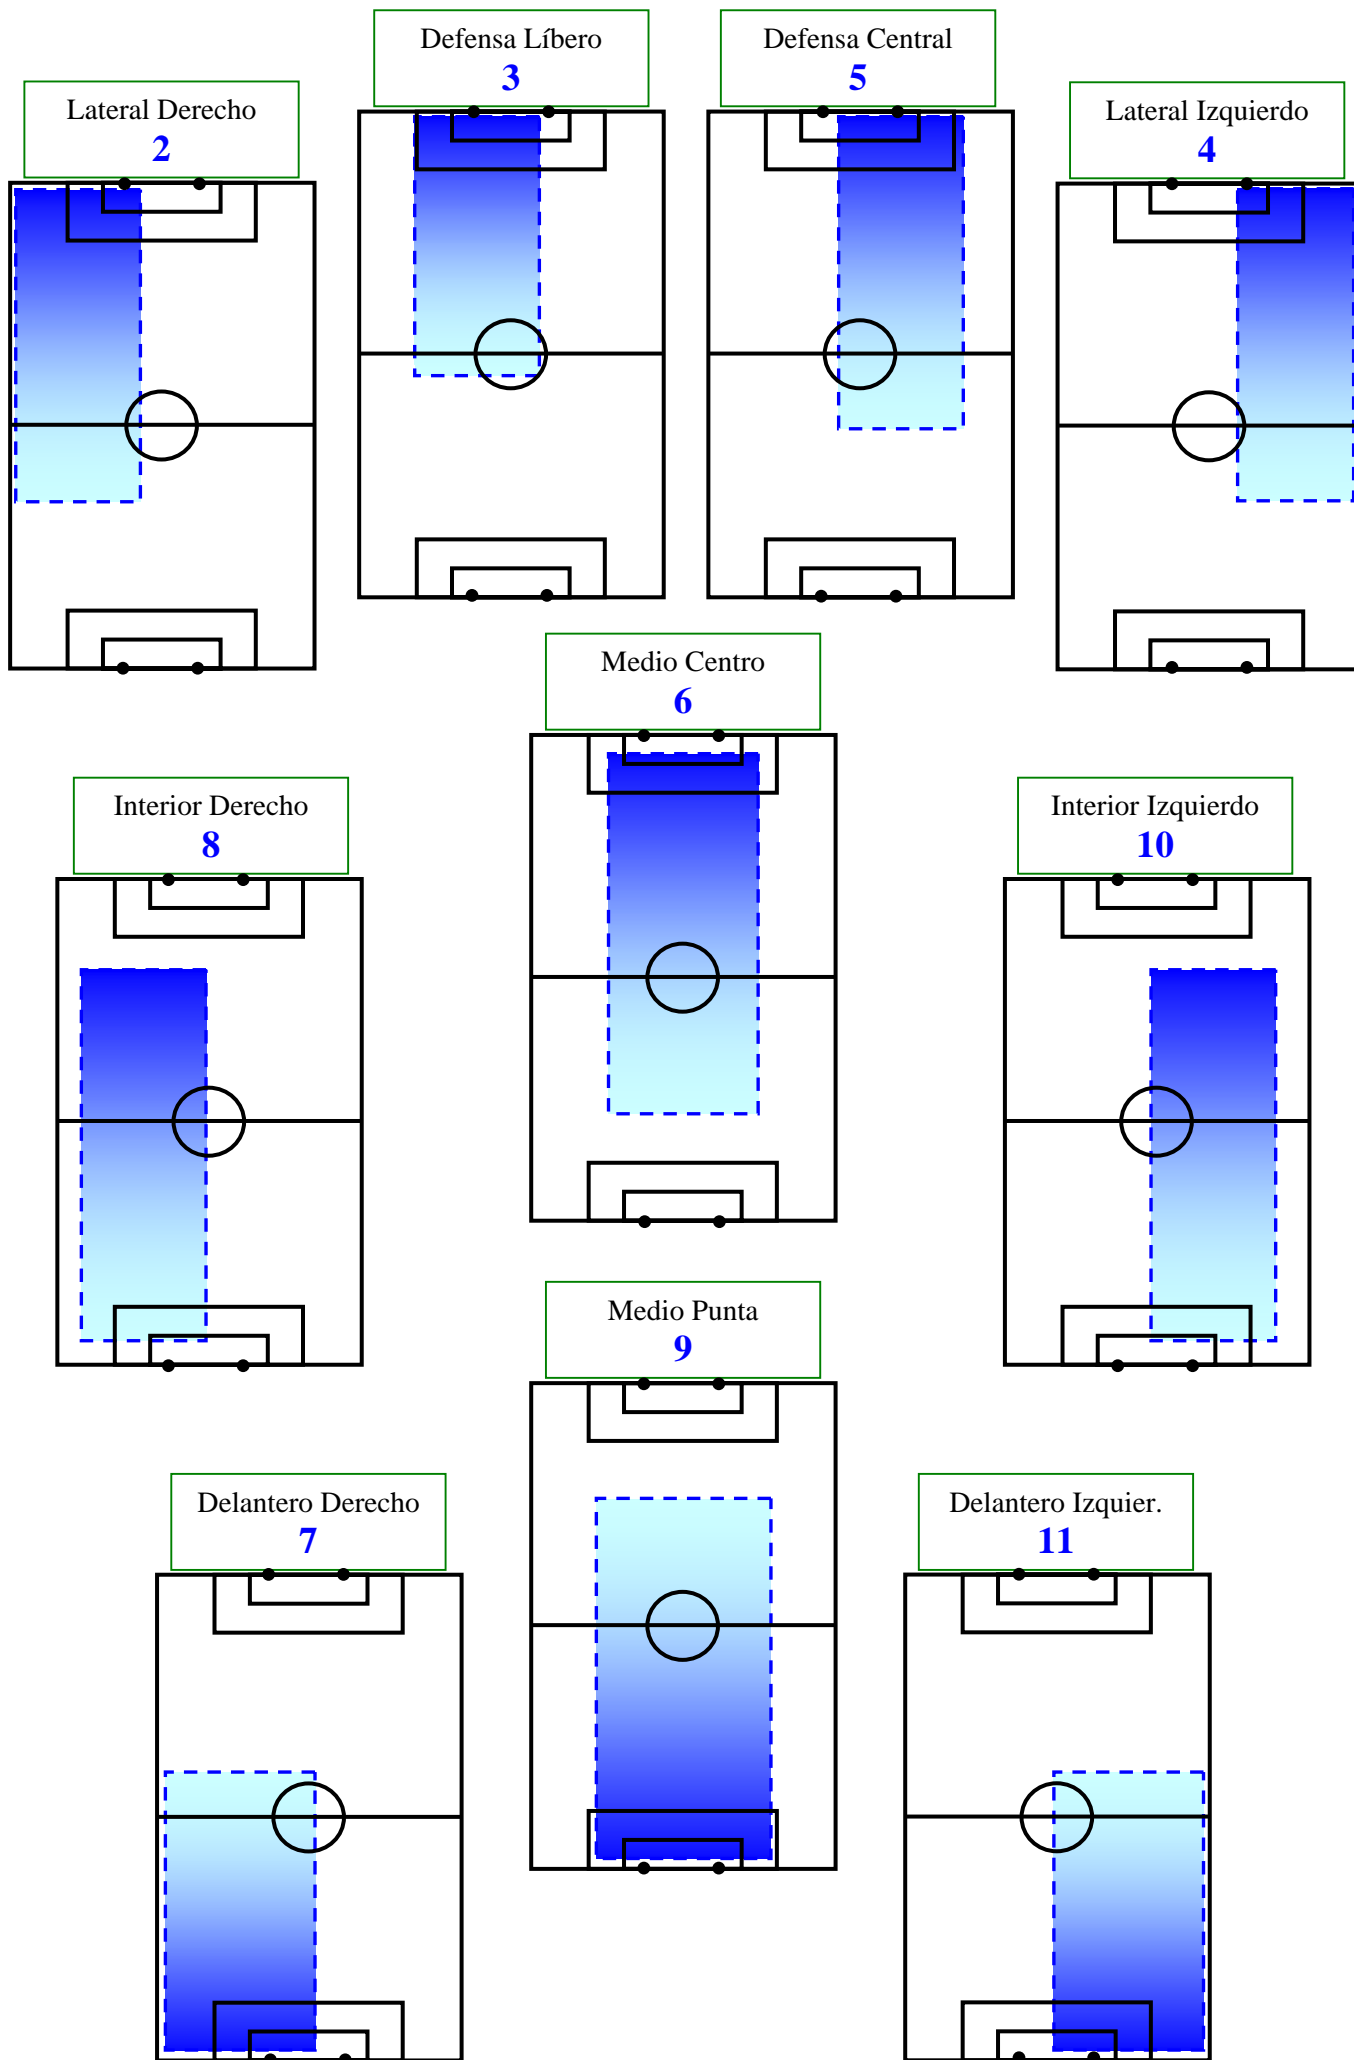 Defensa Líbero
3
Defensa Central
5
Lateral Derecho
2
Lateral Izquierdo
4
Medio Centro
6
Interior Derecho
8
Interior Izquierdo
10
Medio Punta
9
Delantero Derecho
7
Delantero Izquier.
11